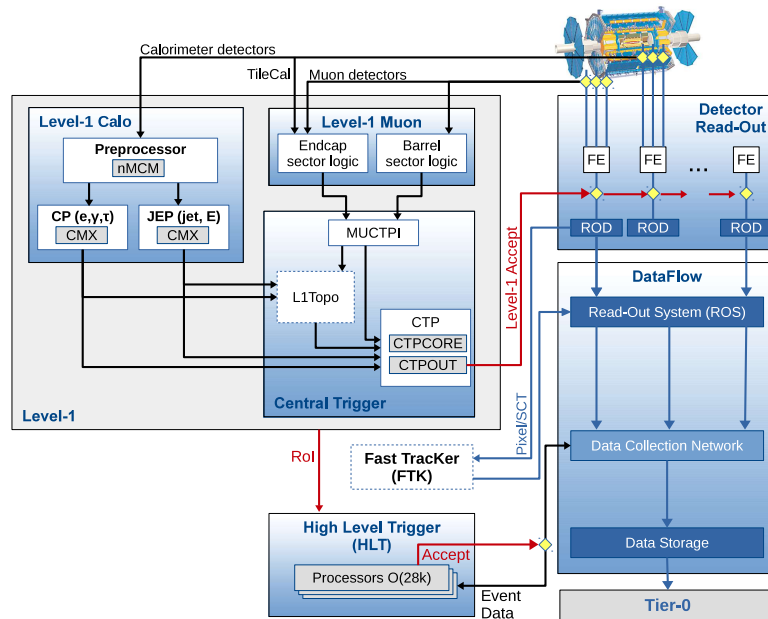 Calorimeter detectors
TileCal
Muon detectors
Level-1 Calo
Preprocessor
nMCM
CP (e,γ,τ)
CMX
JEP (jet, E)
CMX
Level-1 Muon
Endcap
sector logic
Barrel
sector logic
MUCTPI
L1Topo
CTP
CTPCORE
CTPOUT
Central Trigger
Level-1
Level-1 Accept
Detector
Read-Out
FE
FE
...
FE
ROD
ROD
ROD
DataFlow
Read-Out System (ROS)
Data Collection Network
Data Storage
Tier-0
Pixel/SCT
RoI
Fast TracKer
(FTK)
High Level Trigger
(HLT)
Accept
Processors O(28k)
Event
Data